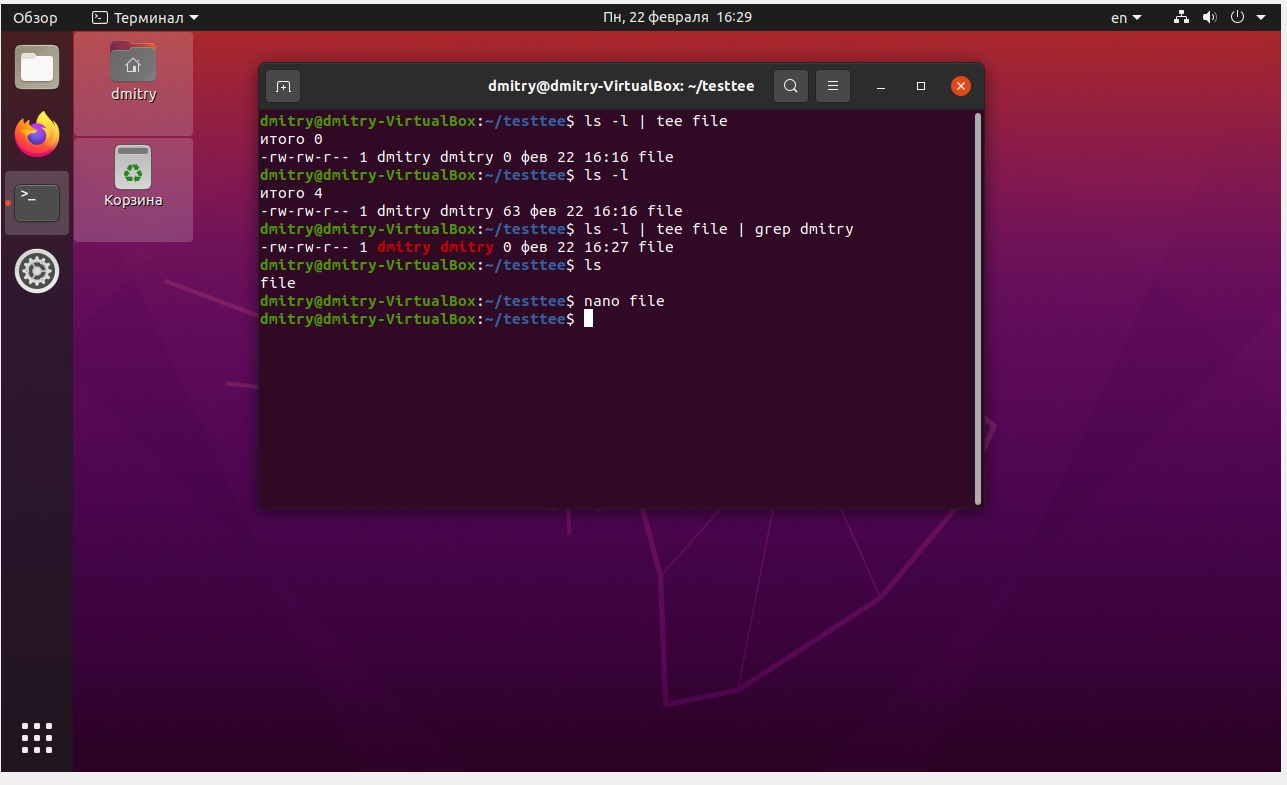 Обзор
Терминал
Пн, 22 февраля 16:29
en
dmitry
Корзина
dmitry@dmitry-VirtualBox: ~/testtee
dmitry@dmitry-VirtualBox:~/testtee$ ls -l | tee file
итого 0
-rw-rw-r-- 1 dmitry dmitry 0 фев 22 16:16 file
dmitry@dmitry-VirtualBox:~/testtee$ ls -l
итого 4
-rw-rw-r-- 1 dmitry dmitry 63 фев 22 16:16 file
dmitry@dmitry-VirtualBox:~/testtee$ ls -l | tee file | grep dmitry
-rw-rw-r-- 1 dmitry dmitry 0 фев 22 16:27 file
dmitry@dmitry-VirtualBox:~/testtee$ ls
file
dmitry@dmitry-VirtualBox:~/testtee$ nano file
dmitry@dmitry-VirtualBox:~/testtee$